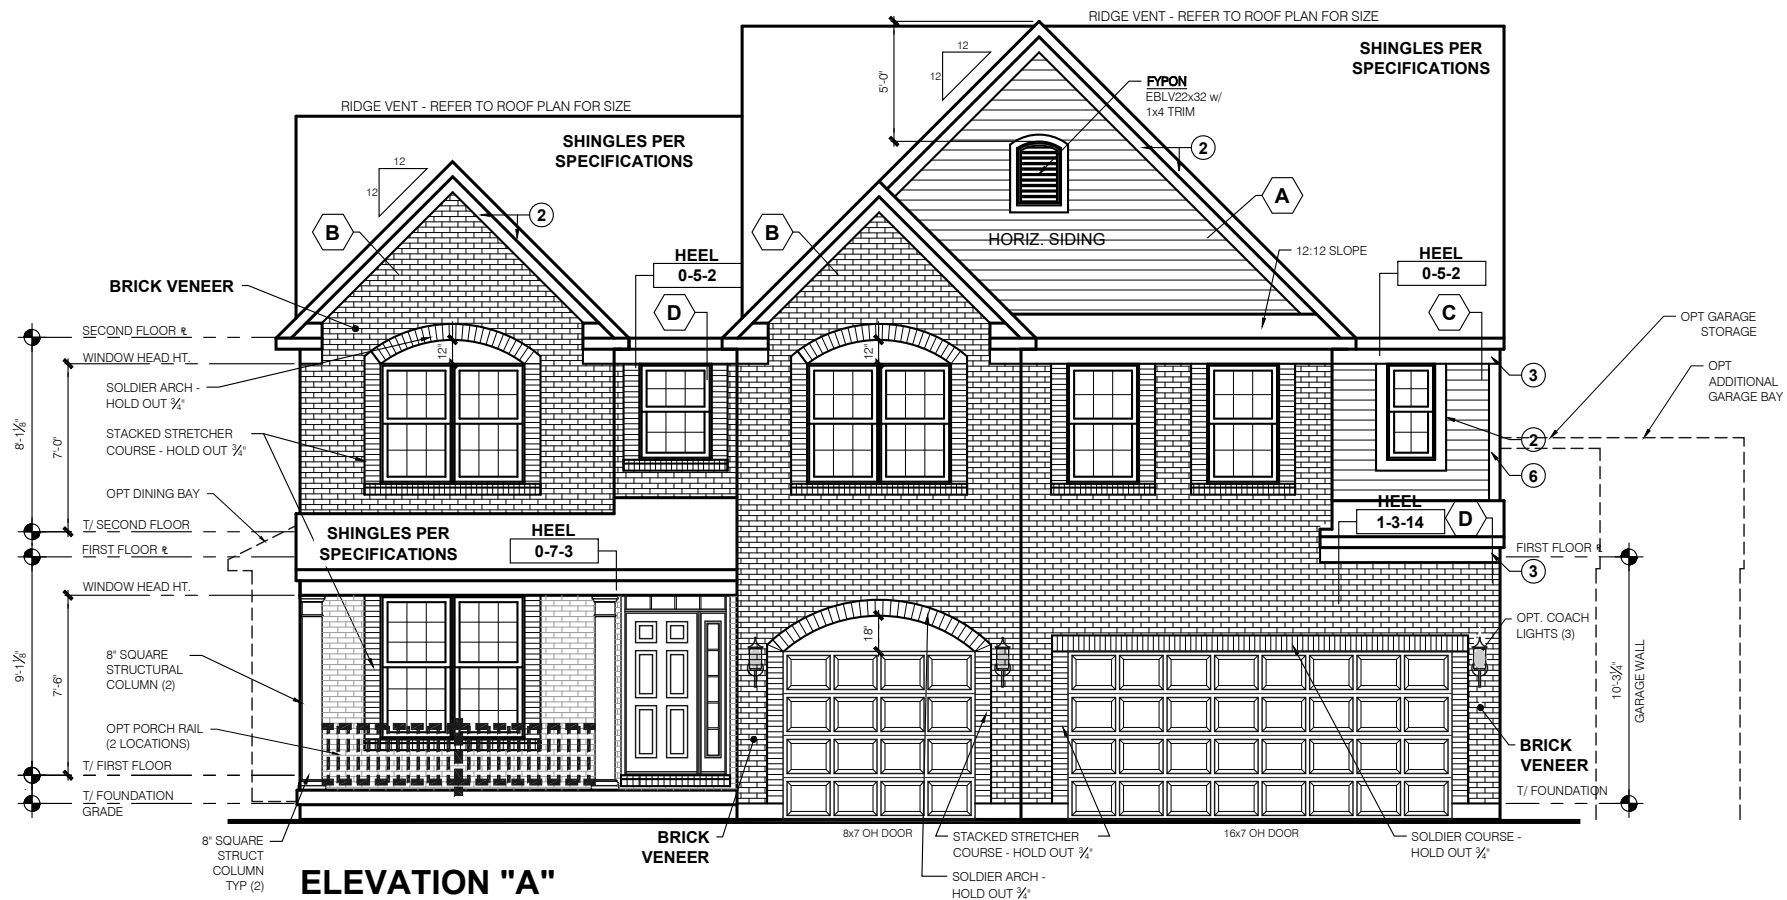 RIDGE VENT - REFER TO ROOF PLAN FOR SIZE
SHINGLES PER
SPECIFICATIONS
12
12
5'-0"
FYPON
EBLV22x32 w/
1x4 TRIM
2
A
HORIZ. SIDING
12:12 SLOPE
RIDGE VENT - REFER TO ROOF PLAN FOR SIZE
SHINGLES PER
SPECIFICATIONS
12
12
2
B
B
HEEL
0-5-2
D
HEEL
0-5-2
C
BRICK VENEER
SECOND FLOOR ℄
WINDOW HEAD HT.
SOLDIER ARCH -
HOLD OUT ¾"
12"
12"
STACKED STRETCHER
COURSE - HOLD OUT ¾"
8'-1⅛"
7'-0"
OPT DINING BAY
T/ SECOND FLOOR
FIRST FLOOR ℄
WINDOW HEAD HT.
SHINGLES PER
SPECIFICATIONS
HEEL
0-7-3
OPT GARAGE
STORAGE
OPT
ADDITIONAL
GARAGE BAY
3
2
6
HEEL
1-3-14
D
FIRST FLOOR ℄
3
9'-1⅛"
7'-6"
8" SQUARE
STRUCTURAL
COLUMN (2)
OPT PORCH RAIL
(2 LOCATIONS)
T/ FIRST FLOOR
T/ FOUNDATION
GRADE
18"
OPT. COACH
LIGHTS (3)
10'-3¼"
GARAGE WALL
BRICK
VENEER
T/ FOUNDATION
8" SQUARE
STRUCT
COLUMN
TYP (2)
BRICK
VENEER
8x7 OH DOOR
STACKED STRETCHER
COURSE - HOLD OUT ¾"
16x7 OH DOOR
SOLDIER COURSE -
HOLD OUT ¾"
SOLDIER ARCH -
HOLD OUT ¾"
ELEVATION "A"